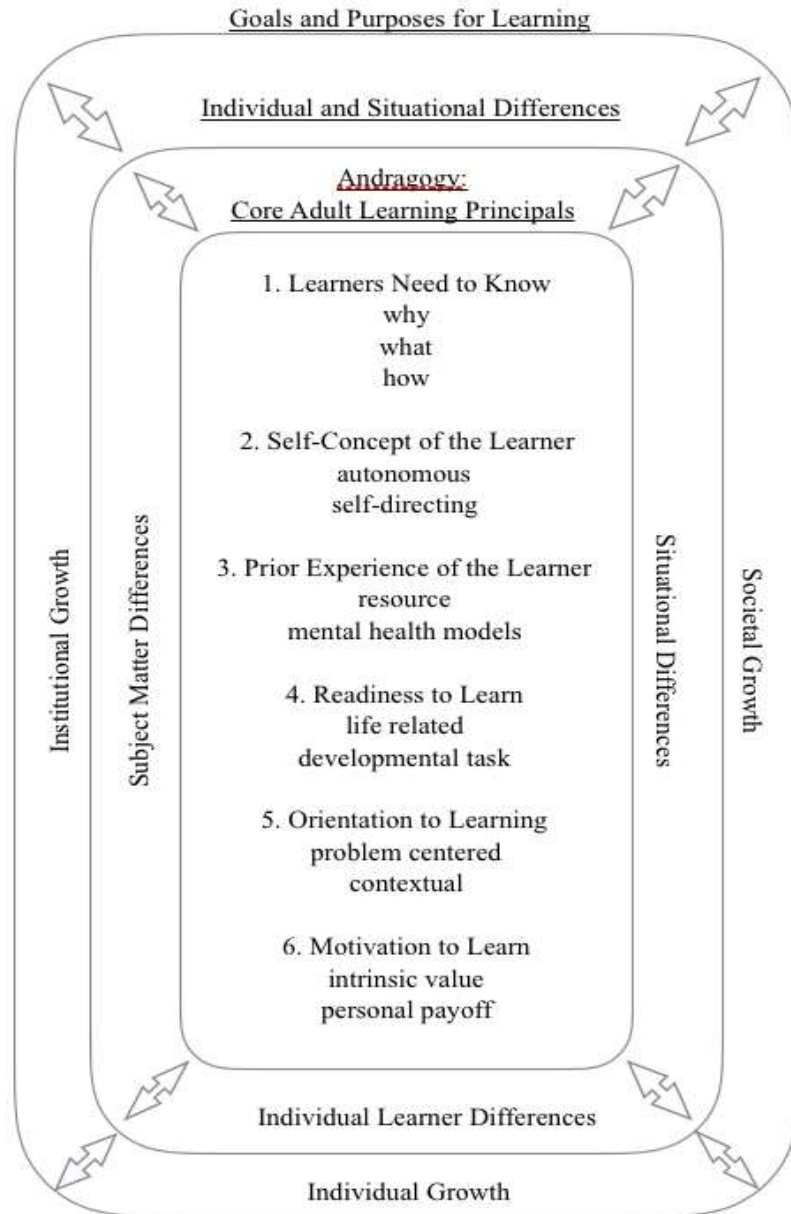 Goals and Purposes for Learning
Individual and Situational Differences
Andragogy:
Core Adult Learning Principals
1. Learners Need to Know
why
what
how
2. Self-Concept of the Learner
autonomous
self-directing
3. Prior Experience of the Learner
resource
mental health models
4. Readiness to Learn
life related
developmental task
5. Orientation to Learning
problem centered
contextual
6. Motivation to Learn
intrinsic value
personal payoff
Institutional Growth
Subject Matter Differences
Situational Differences
Societal Growth
Individual Learner Differences
Individual Growth